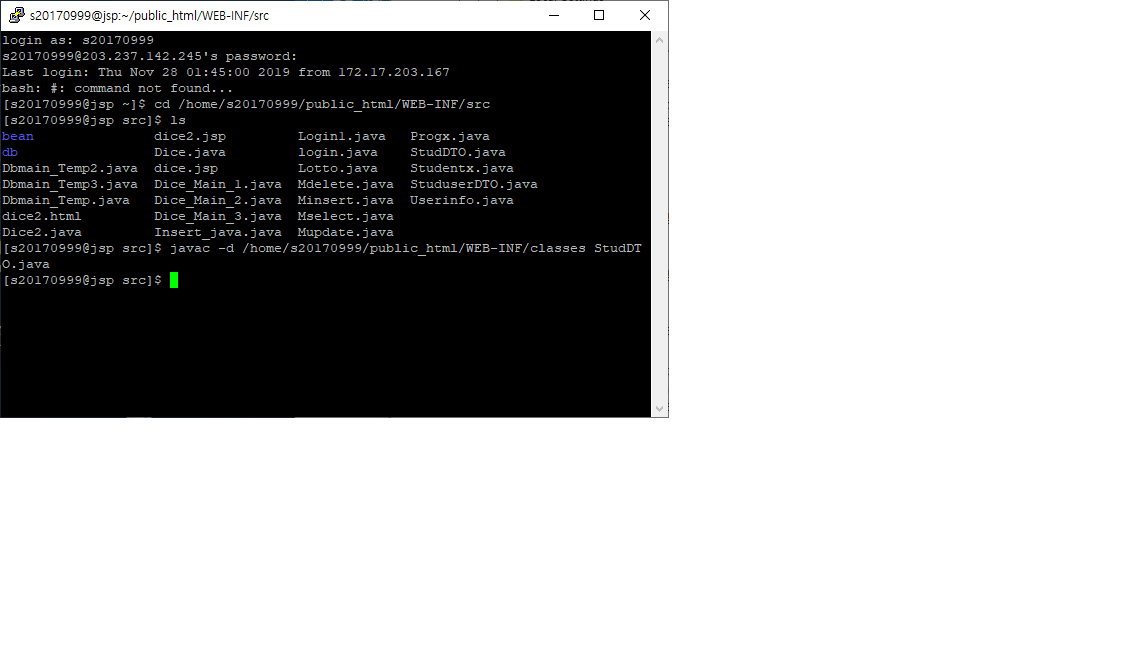 s20170999@jsp:~/public_html/WEB-INF/src
login as: s20170999
s20170999@203.237.142.245's password:
Last login: Thu Nov 28 01:45:00 2019 from 172.17.203.167
bash: #: command not found...
[s20170999@jsp ~]$ cd /home/s20170999/public_html/WEB-INF/src
[s20170999@jsp src]$ ls
bean dice2.jsp Login1.java Progx.java
db Dice.java login.java StudDTO.java
Dbmain_Temp2.java dice.jsp Lotto.java Studentx.java
Dbmain_Temp3.java Dice_Main_1.java Mdelete.java StuduserDTO.java
Dbmain_Temp.java Dice_Main_2.java Minsert.java Userinfo.java
dice2.html Dice_Main_3.java Mselect.java
Dice2.java Insert_java.java Mupdate.java
[s20170999@jsp src]$ javac -d /home/s20170999/public_html/WEB-INF/classes StudDT
O.java
[s20170999@jsp src]$